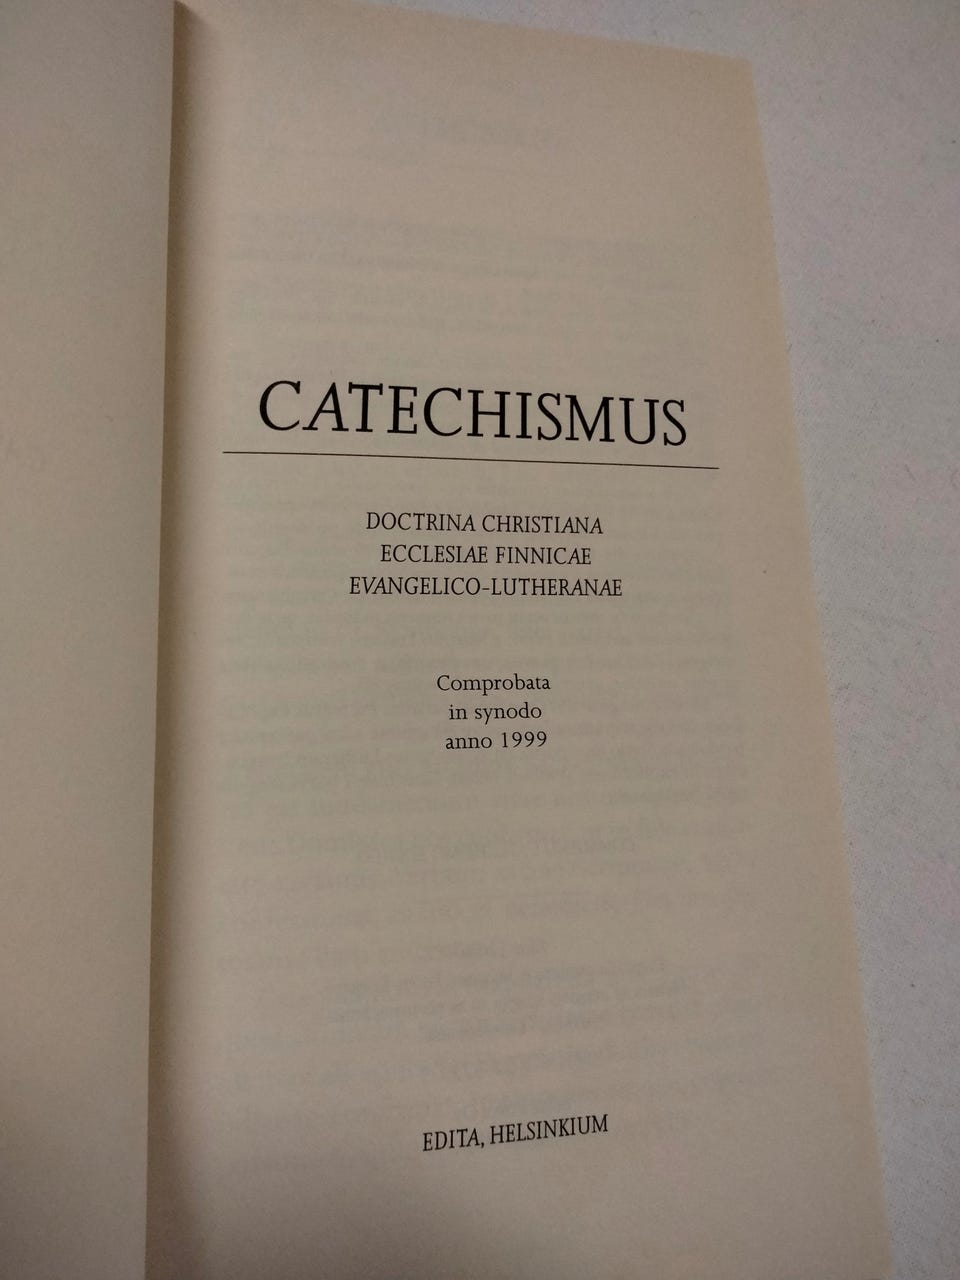 CATECHISMUS
DOCTRINA CHRISTIANA
ECCLESIAE FINNICAE
EVANGELICO-LUTHERANAE
Comprobata
in synodo
anno 1999
EDITA, HELSINKIUM